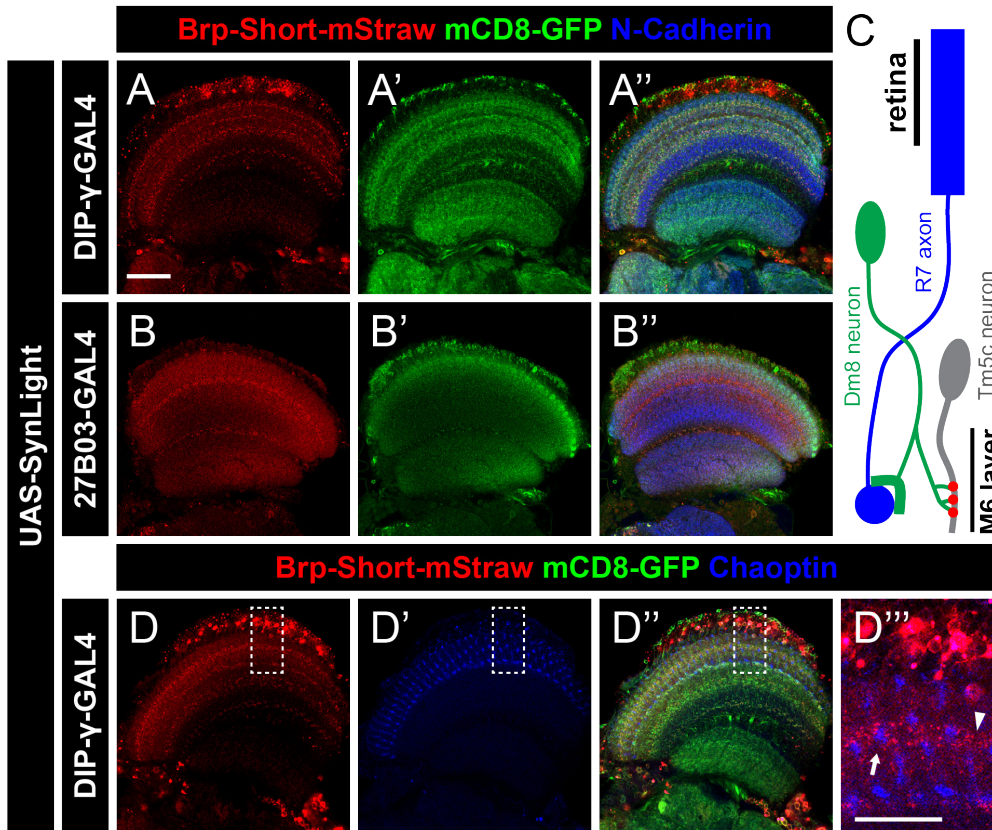 Brp-Short-mStraw mCD8-GFP N-Cadherin
C
UAS-SynLight
DIP-γ-GAL4
A
A’
A’’
retina
R7 axon
Dm8 neuron
Tm5c neuron
M6 layer
27B03-GAL4
B
B’
B’’
Brp-Short-mStraw mCD8-GFP Chaoptin
DIP-γ-GAL4
D
D’
D’’
D’’’